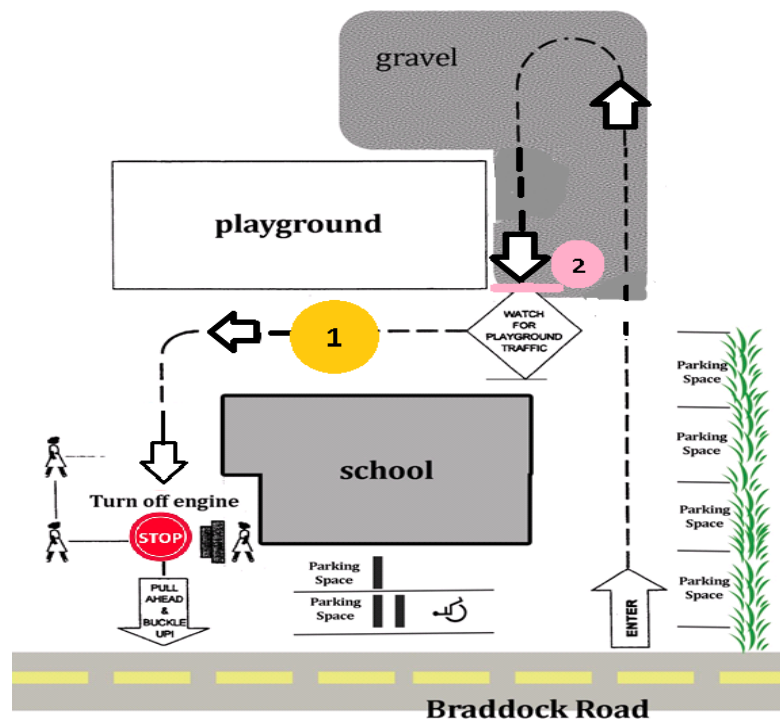 gravel
playground
2
1
WATCH
FOR
PLAYGROUND
TRAFFIC
Parking
Space
Parking
Space
Parking
Space
Parking
Space
school
Turn off engine
STOP
PULL
AHEAD
&
BUCKLE
UP!
Parking
Space
Parking
Space
ENTER
Braddock Road